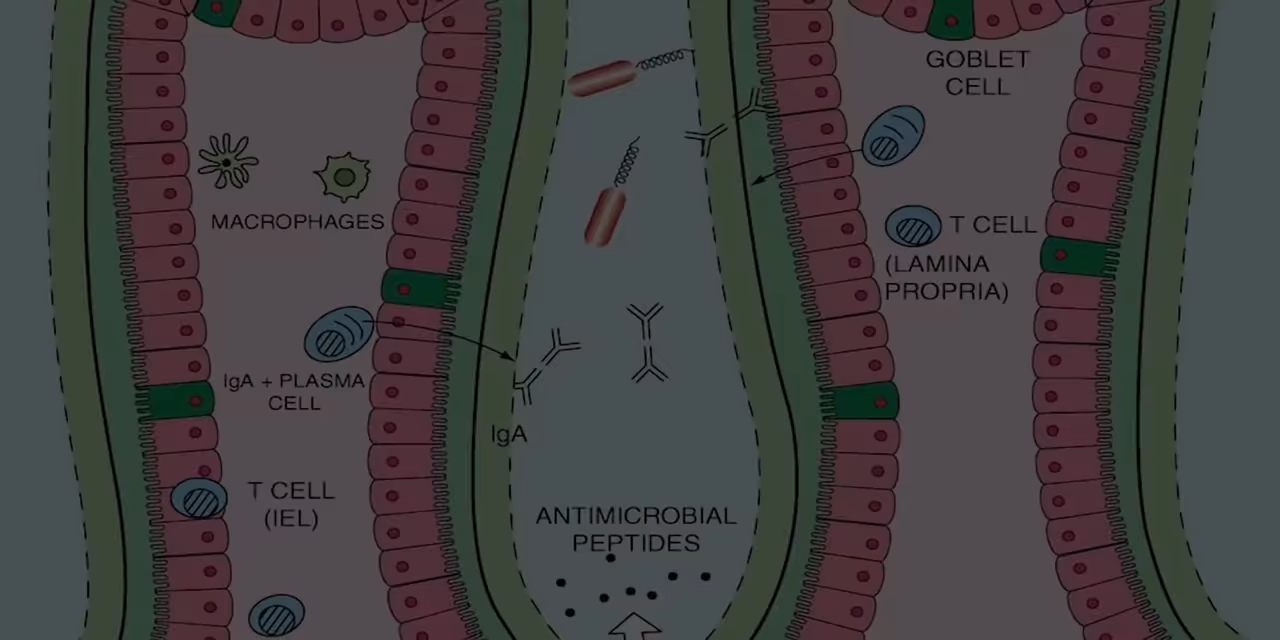 GOBLET
CELL
MACROPHAGES
T CELL
(LAMINA
PROPRIA)
IgA + PLASMA
CELL
IgA
T CELL
(IEL)
ANTIMICROBIAL
PEPTIDES